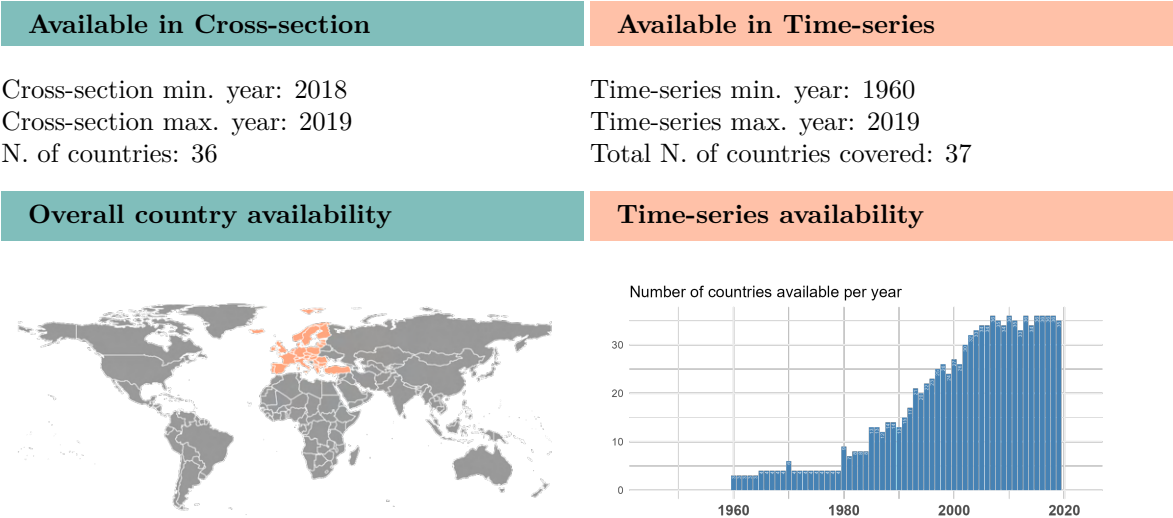 Available in Cross-section
Available in Time-series
Cross-section min. year: 2018
Cross-section max. year: 2019
N. of countries: 36
Time-series min. year: 1960
Time-series max. year: 2019
Total N. of countries covered: 37
Overall country availability
Time-series availability
Number of countries available per year
30
20
10
0
1960
1980
2000
2020